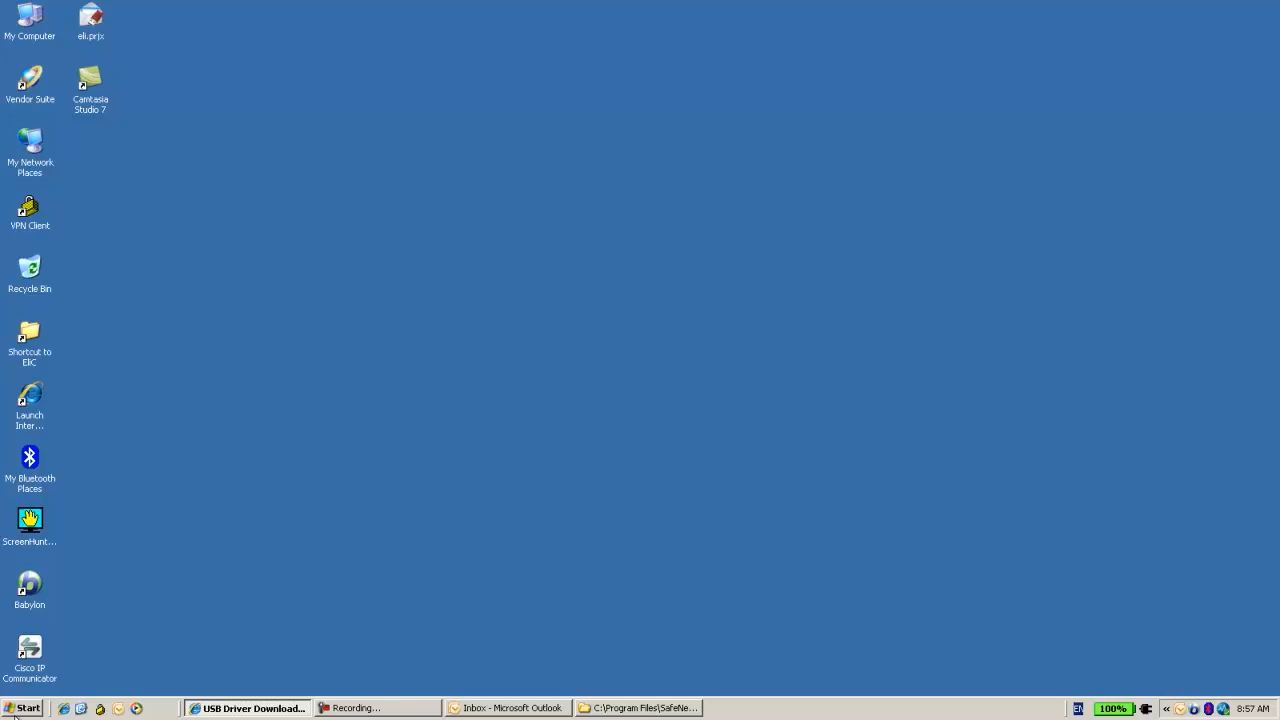 My Computer
eli.prjx
Vendor Suite
Camtasia
Studio 7
My Network
Places
VPN Client
Recycle Bin
Shortcut to
EliC
Launch
Inter...
My Bluetooth
Places
ScreenHunt...
Babylon
Cisco IP
Communicator
Start
USB Driver Download...
Recording...
Inbox - Microsoft Outlook
C:\Program Files\SafeNe...
EN
100%
«
8:57 AM